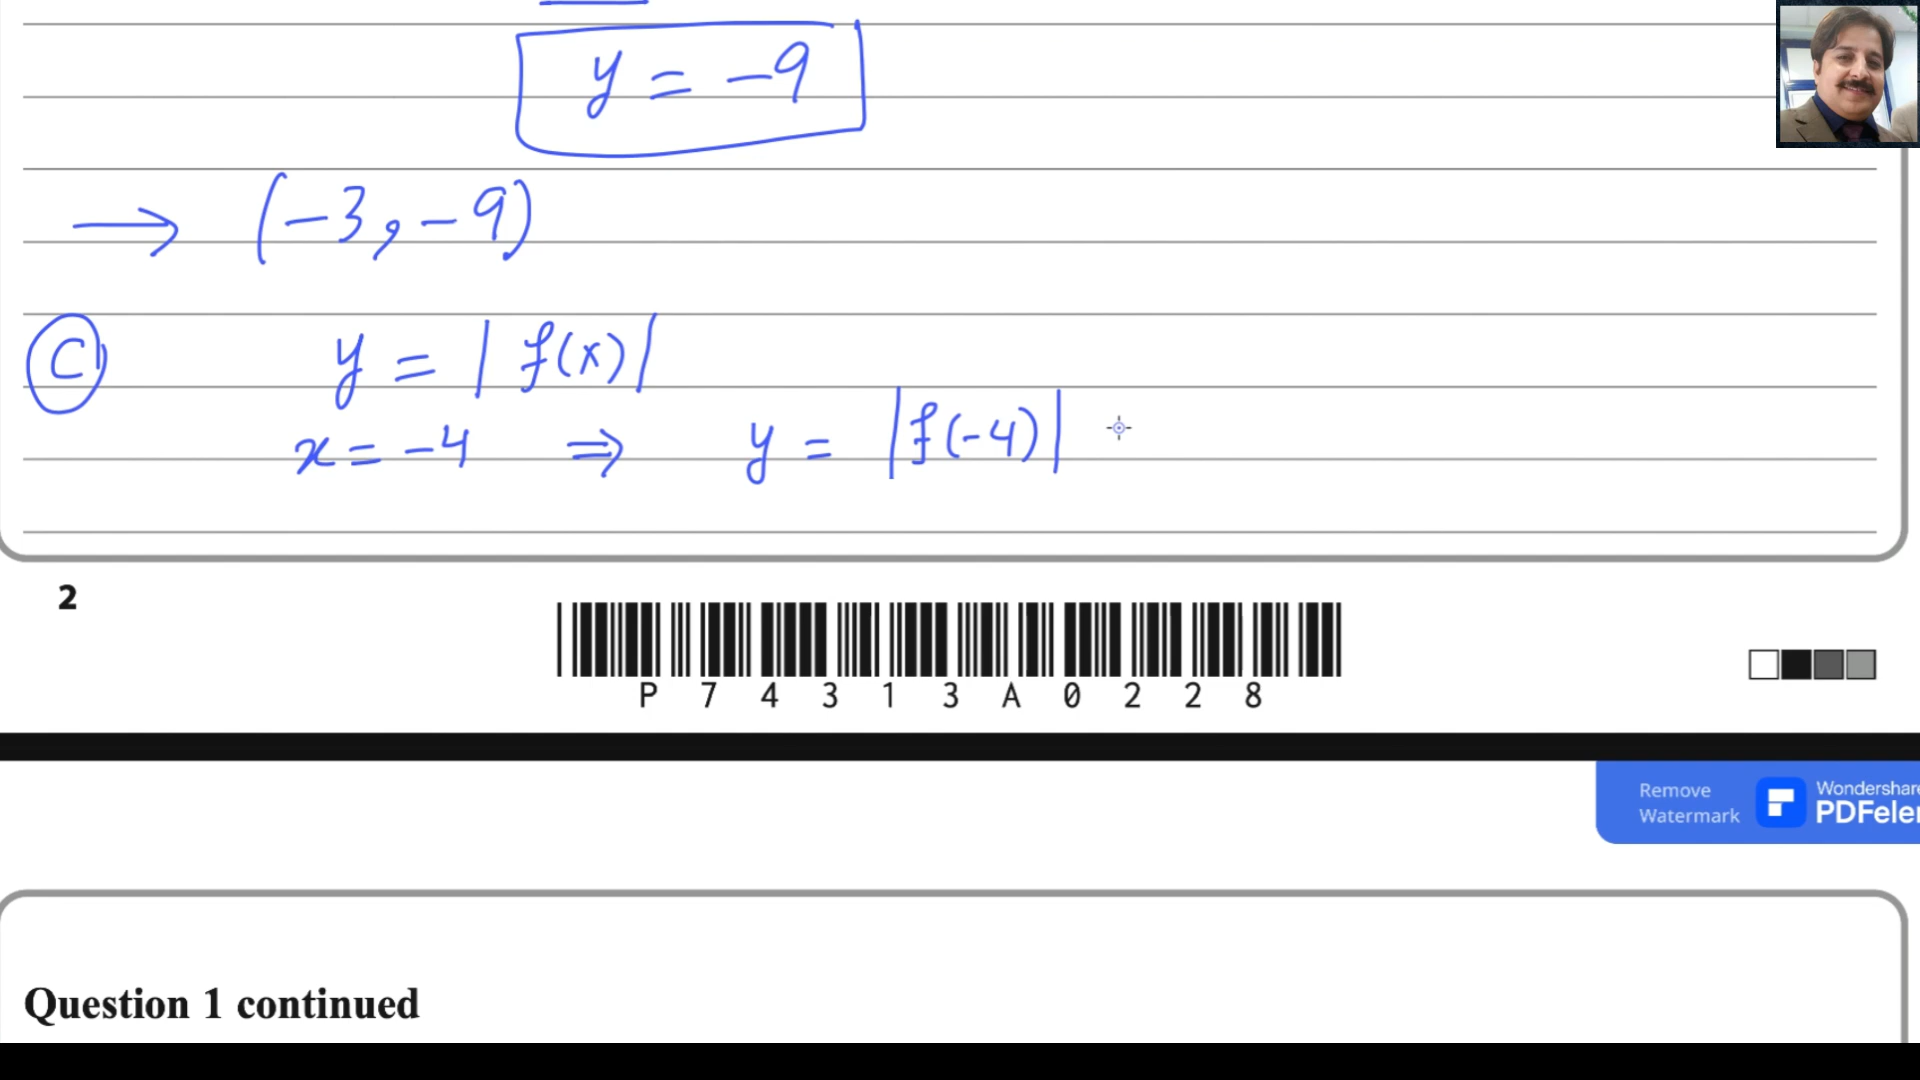 y = -9
→ (-3, -9)
C y = | f(x) |
x = -4 ⇒ y = | f(-4) |
2
P 7 4 3 1 3 A 0 2 2 8
Remove
Watermark
Wondershare
PDFele
Question 1 continued